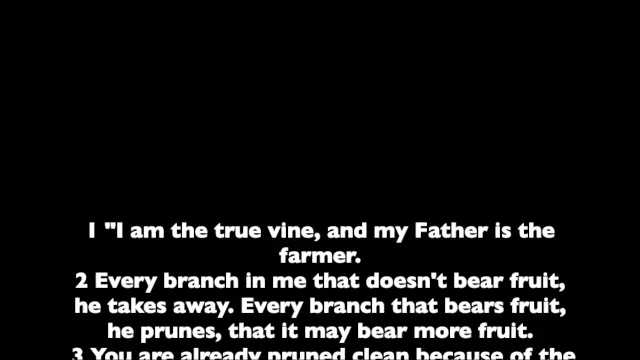 1 "I am the true vine, and my Father is the
farmer.
2 Every branch in me that doesn't bear fruit,
he takes away. Every branch that bears fruit,
he prunes, that it may bear more fruit.
3 You are already pruned clean because of the